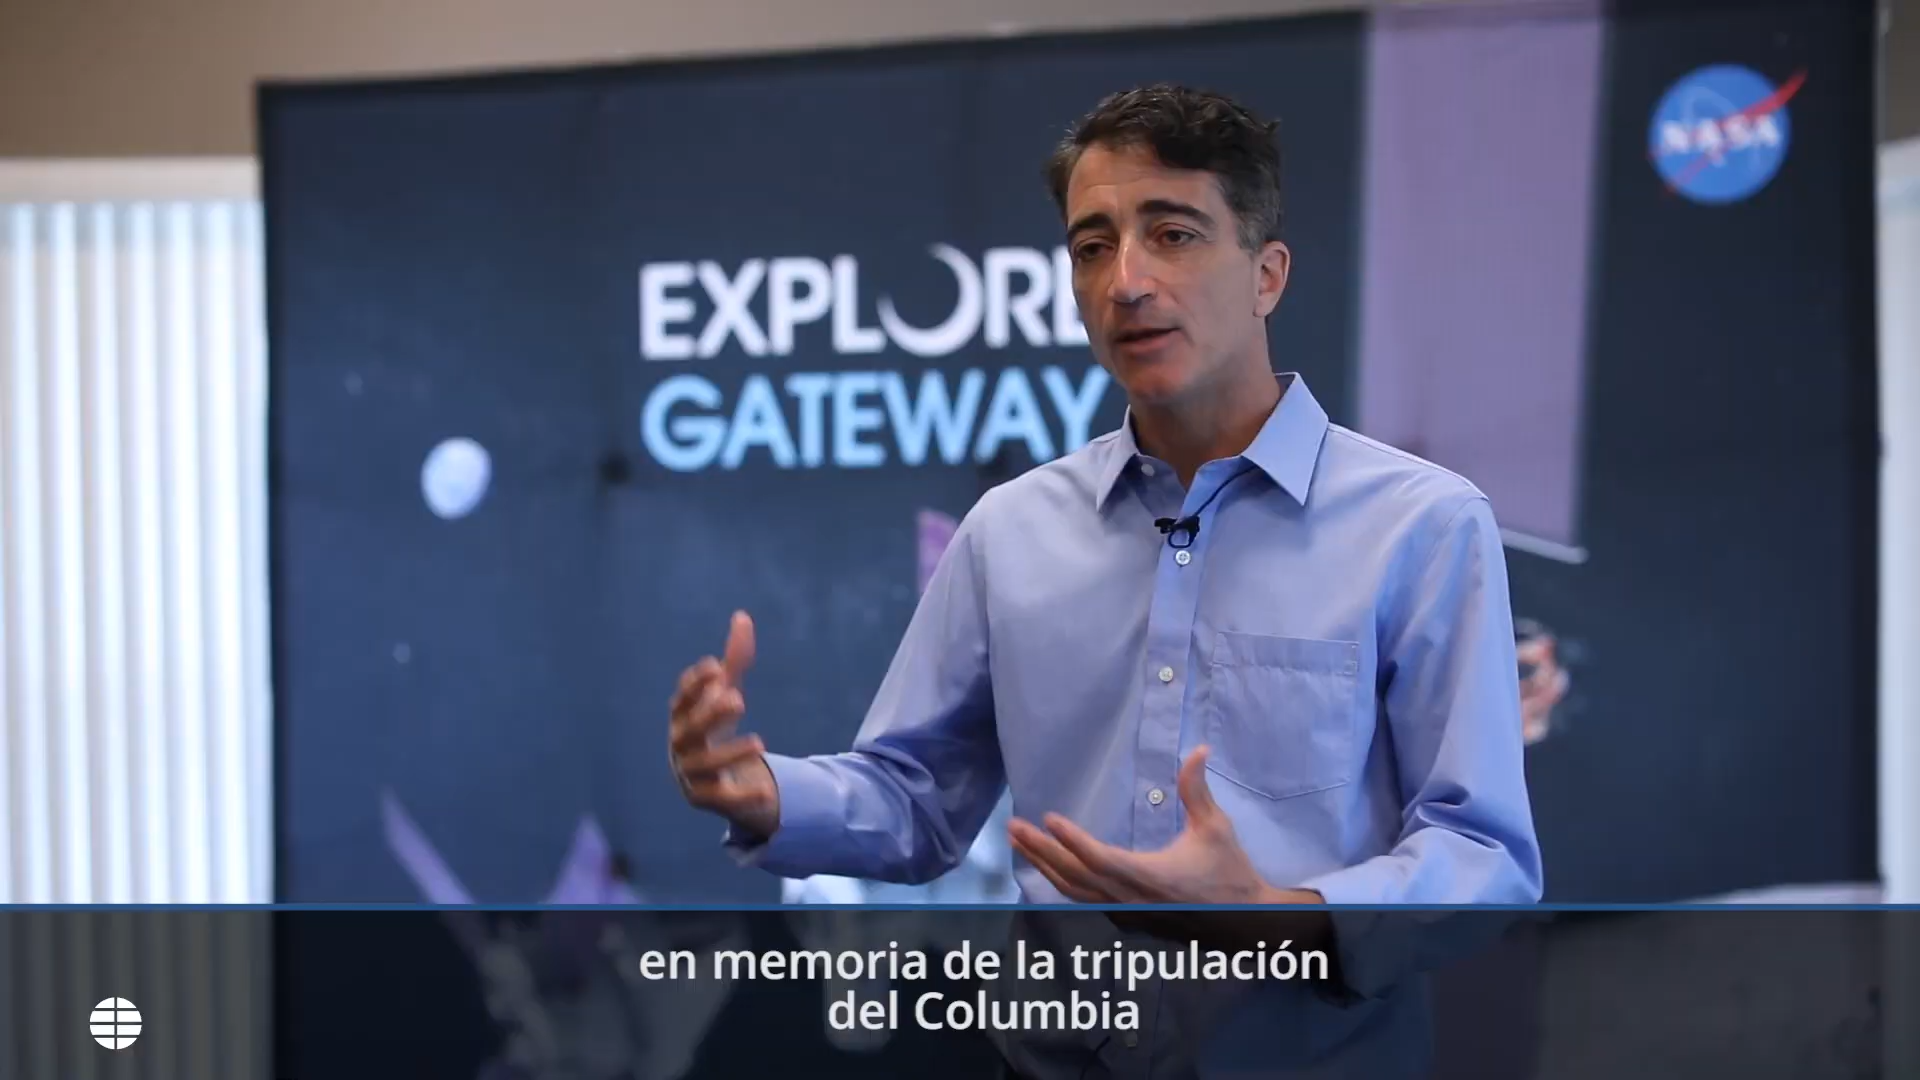 NASA
EXPLORE
GATEWAY
en memoria de la tripulación
del Columbia